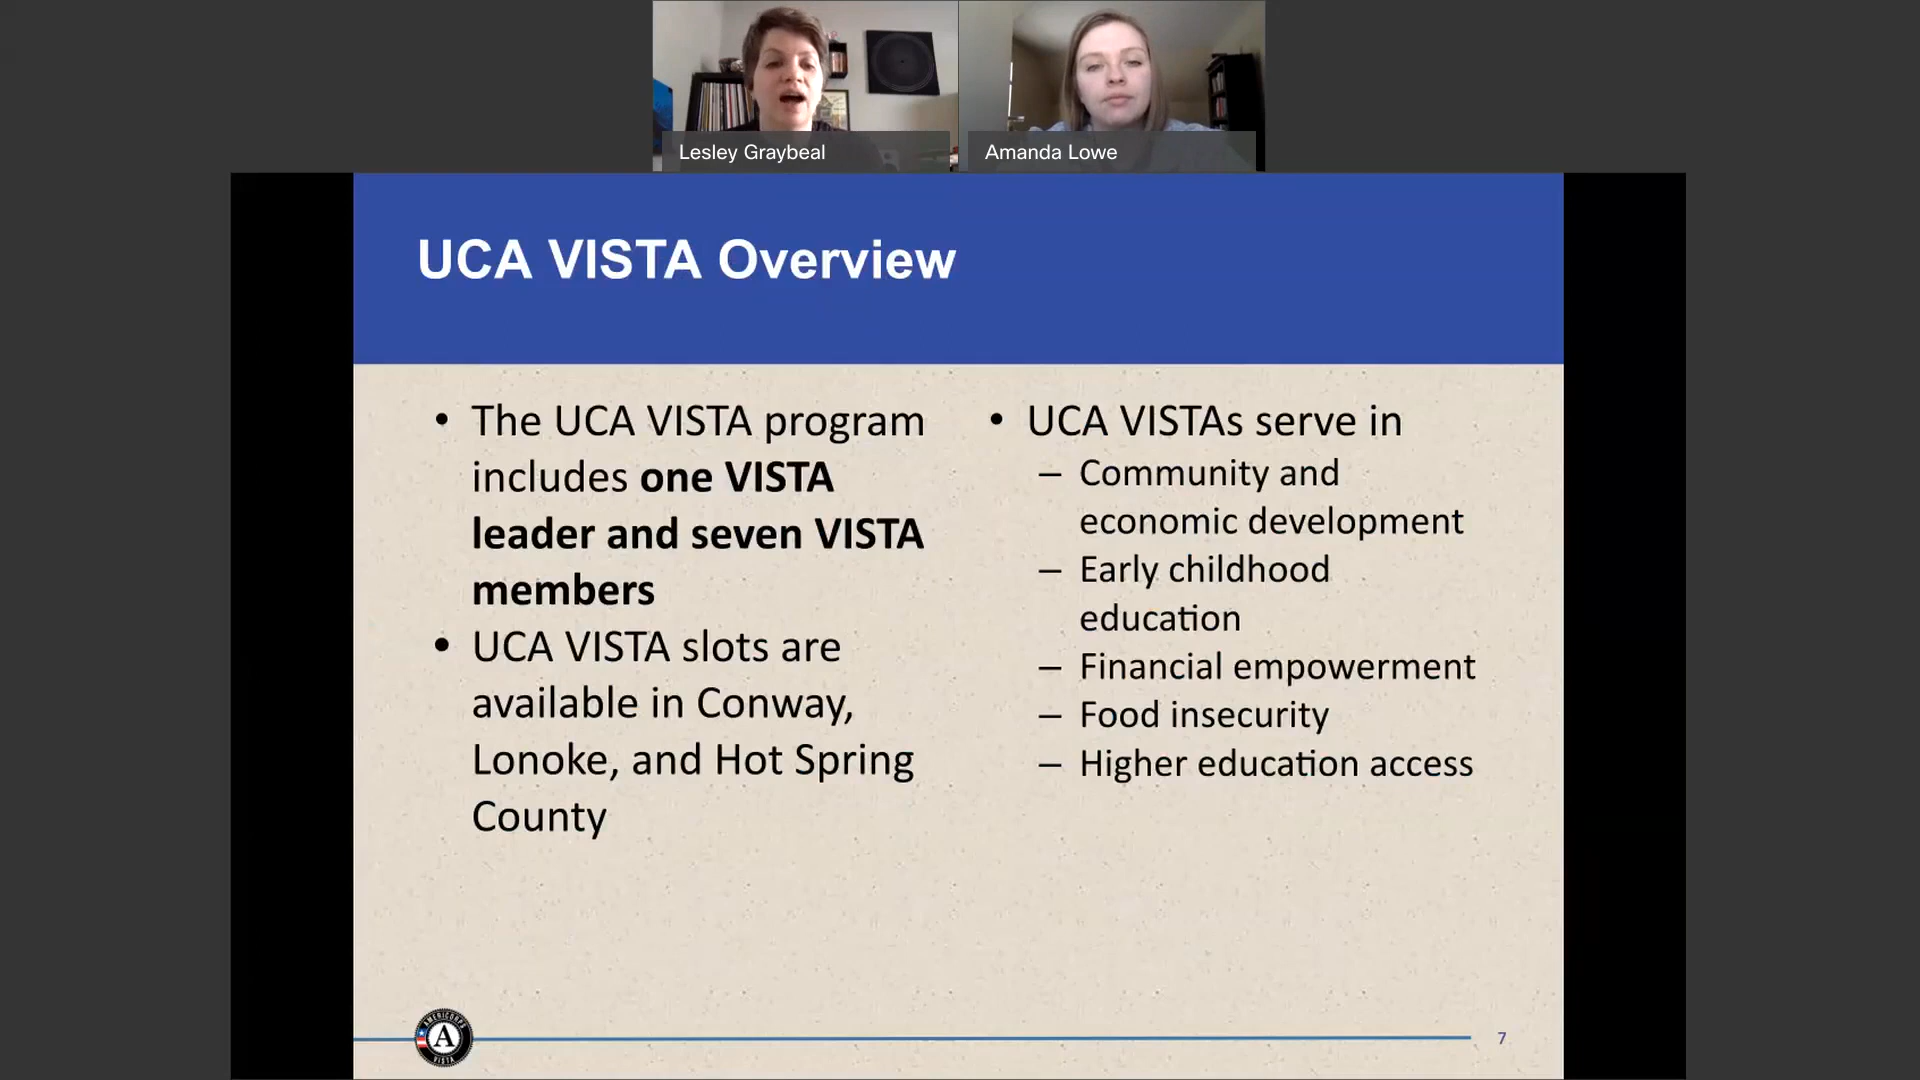 Lesley Graybeal
Amanda Lowe
UCA VISTA Overview
• The UCA VISTA program
includes one VISTA
leader and seven VISTA
members
• UCA VISTA slots are
available in Conway,
Lonoke, and Hot Spring
County
• UCA VISTAs serve in
– Community and
economic development
– Early childhood
education
– Financial empowerment
– Food insecurity
– Higher education access
AMERICORPS
A
VISTA
7